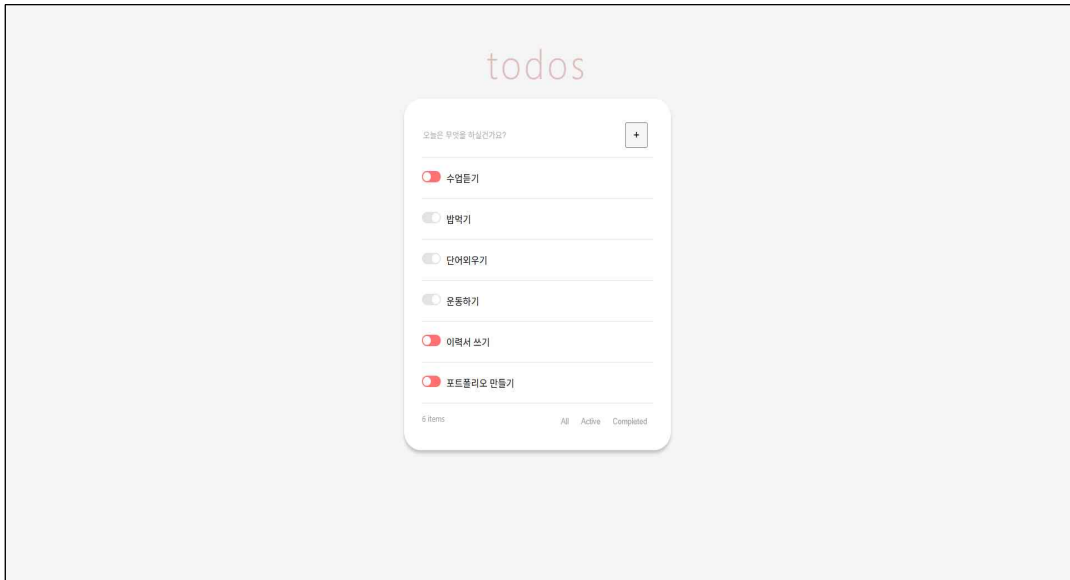 todos
오늘은 무엇을 하실건가요?
+
수업듣기
밥먹기
단어외우기
운동하기
이력서 쓰기
포트폴리오 만들기
6 items
All Active Completed